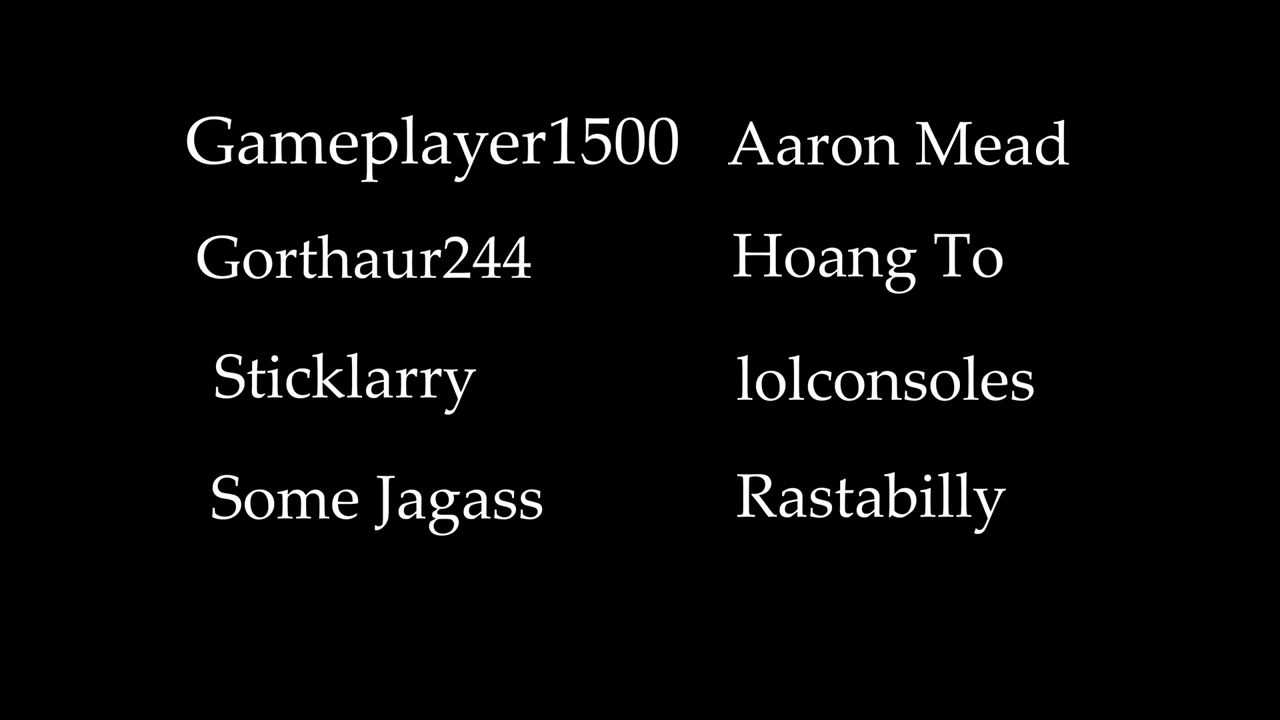 Gameplayer1500
Aaron Mead
Gorthaur244
Hoang To
Sticklarry
lolconsoles
Some Jagass
Rastabilly